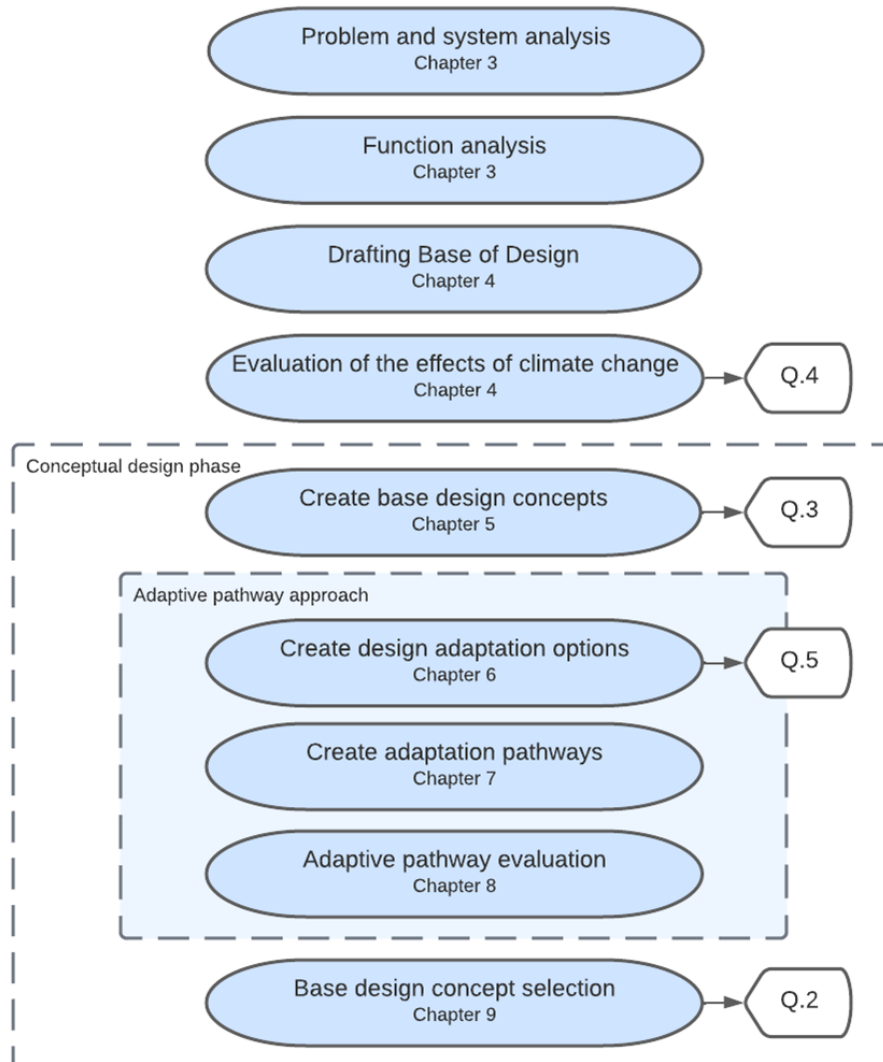 Problem and system analysis
Chapter 3
Function analysis
Chapter 3
Drafting Base of Design
Chapter 4
Evaluation of the effects of climate change
Chapter 4
Q.4
Conceptual design phase
Create base design concepts
Chapter 5
Q.3
Adaptive pathway approach
Create design adaptation options
Chapter 6
Q.5
Create adaptation pathways
Chapter 7
Adaptive pathway evaluation
Chapter 8
Base design concept selection
Chapter 9
Q.2